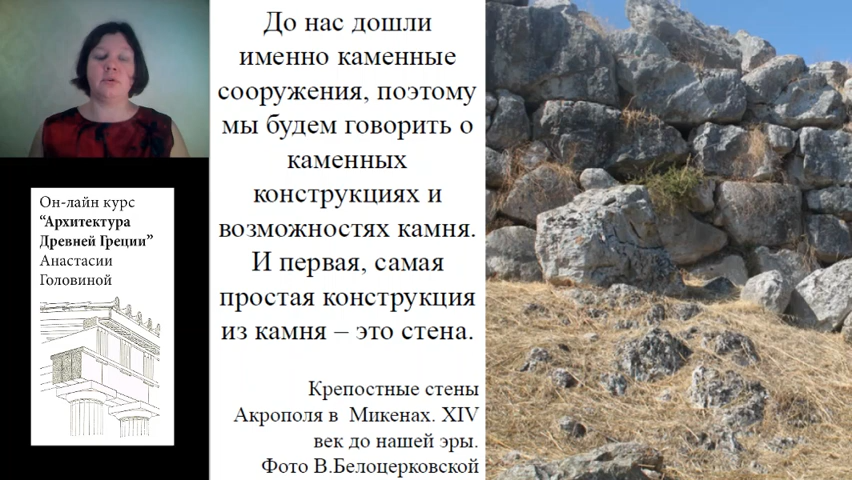 До нас дошли
именно каменные
сооружения, поэтому
мы будем говорить о
каменных
конструкциях и
возможностях камня.
И первая, самая
простая конструкция
из камня – это стена.
Крепостные стены
Акрополя в Микенах. XIV
век до нашей эры.
Фото В.Белоцерковской
Он-лайн курс
“Архитектура
Древней Греции”
Анастасии
Головиной